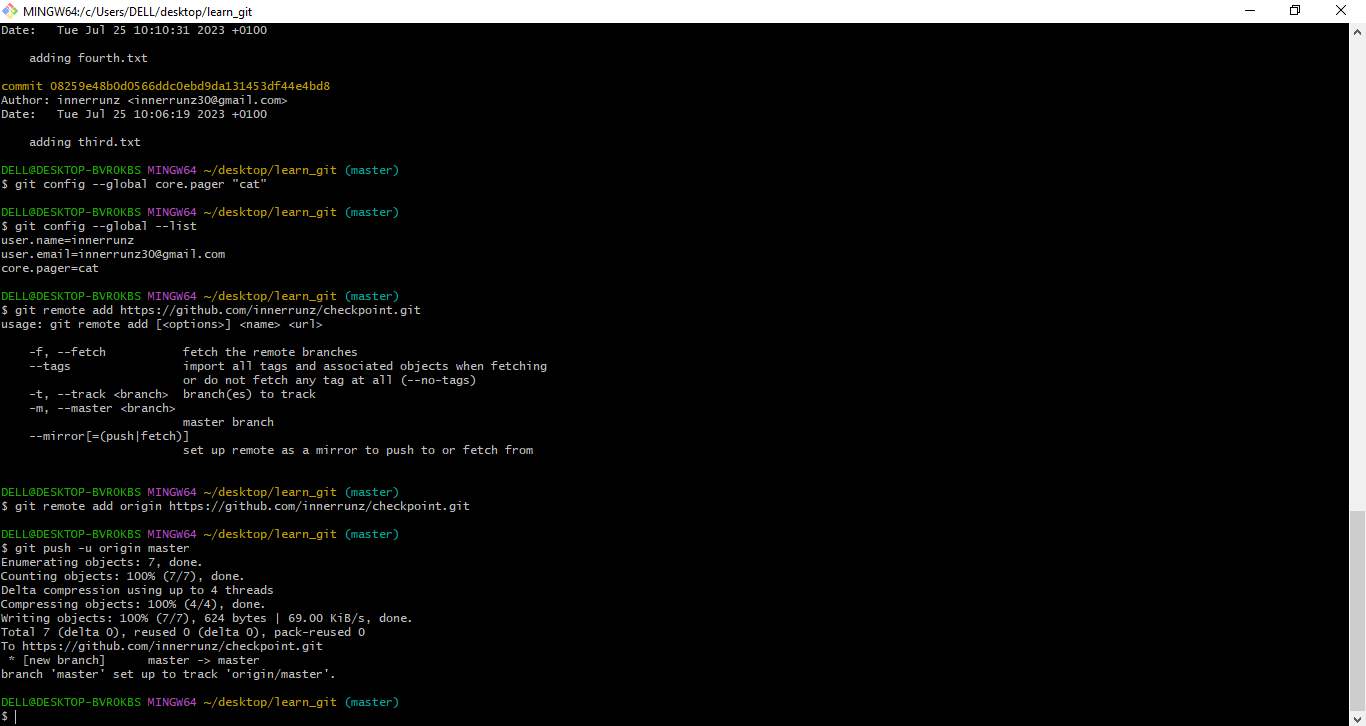 MINGW64:/c/Users/DELL/desktop/learn_git
Date:   Tue Jul 25 10:10:31 2023 +0100
    adding fourth.txt
commit 08259e48b0d0566ddc0ebd9da131453df44e4bd8
Author: innerrunz <innerrunz30@gmail.com>
Date:   Tue Jul 25 10:06:19 2023 +0100
    adding third.txt
DELL@DESKTOP-BVROKBS MINGW64 ~/desktop/learn_git (master)
$ git config --global core.pager "cat"
DELL@DESKTOP-BVROKBS MINGW64 ~/desktop/learn_git (master)
$ git config --global --list
user.name=innerrunz
user.email=innerrunz30@gmail.com
core.pager=cat
DELL@DESKTOP-BVROKBS MINGW64 ~/desktop/learn_git (master)
$ git remote add https://github.com/innerrunz/checkpoint.git
usage: git remote add [<options>] <name> <url>
    -f, --fetch           fetch the remote branches
    --tags                import all tags and associated objects when fetching
                          or do not fetch any tag at all (--no-tags)
    -t, --track <branch>  branch(es) to track
    -m, --master <branch>
                          master branch
    --mirror[=(push|fetch)]
                          set up remote as a mirror to push to or fetch from
DELL@DESKTOP-BVROKBS MINGW64 ~/desktop/learn_git (master)
$ git remote add origin https://github.com/innerrunz/checkpoint.git
DELL@DESKTOP-BVROKBS MINGW64 ~/desktop/learn_git (master)
$ git push -u origin master
Enumerating objects: 7, done.
Counting objects: 100% (7/7), done.
Delta compression using up to 4 threads
Compressing objects: 100% (4/4), done.
Writing objects: 100% (7/7), 624 bytes | 69.00 KiB/s, done.
Total 7 (delta 0), reused 0 (delta 0), pack-reused 0
To https://github.com/innerrunz/checkpoint.git
 * [new branch]      master -> master
branch 'master' set up to track 'origin/master'.
DELL@DESKTOP-BVROKBS MINGW64 ~/desktop/learn_git (master)
$